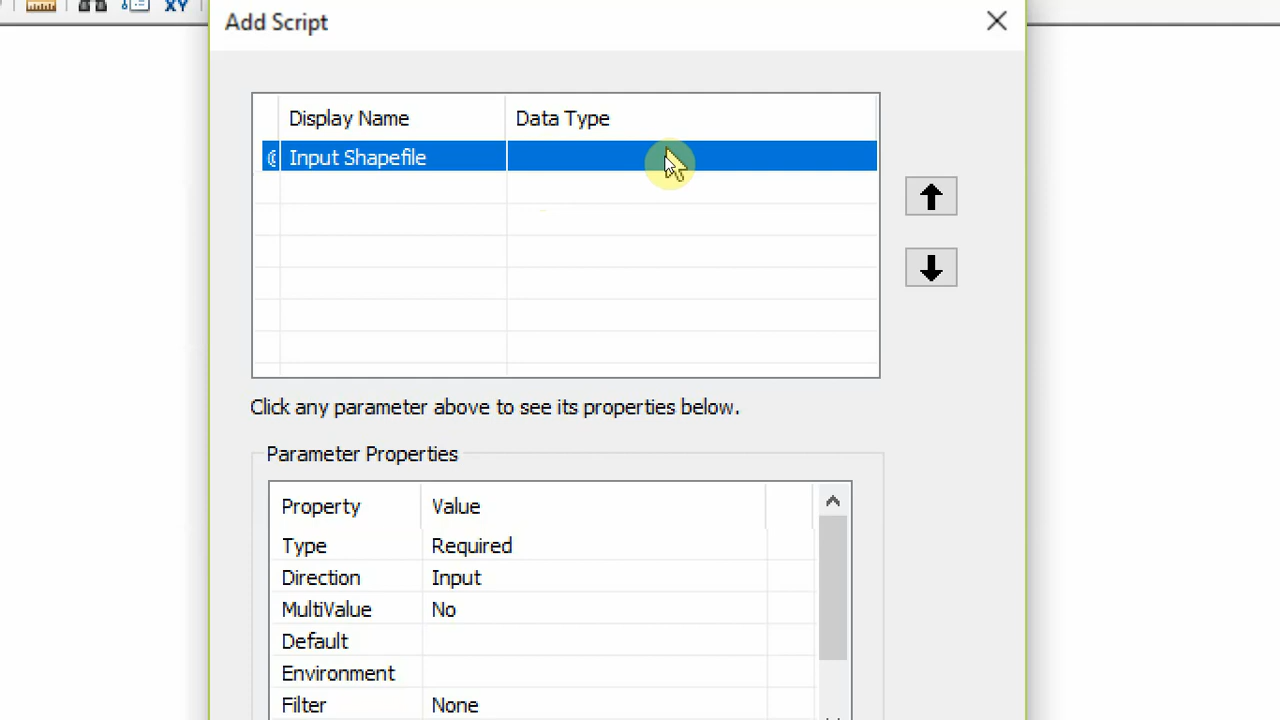 XY
Add Script
Display Name Data Type
Input Shapefile
Click any parameter above to see its properties below.
Parameter Properties
Property Value
Type Required
Direction Input
MultiValue No
Default
Environment
Filter None